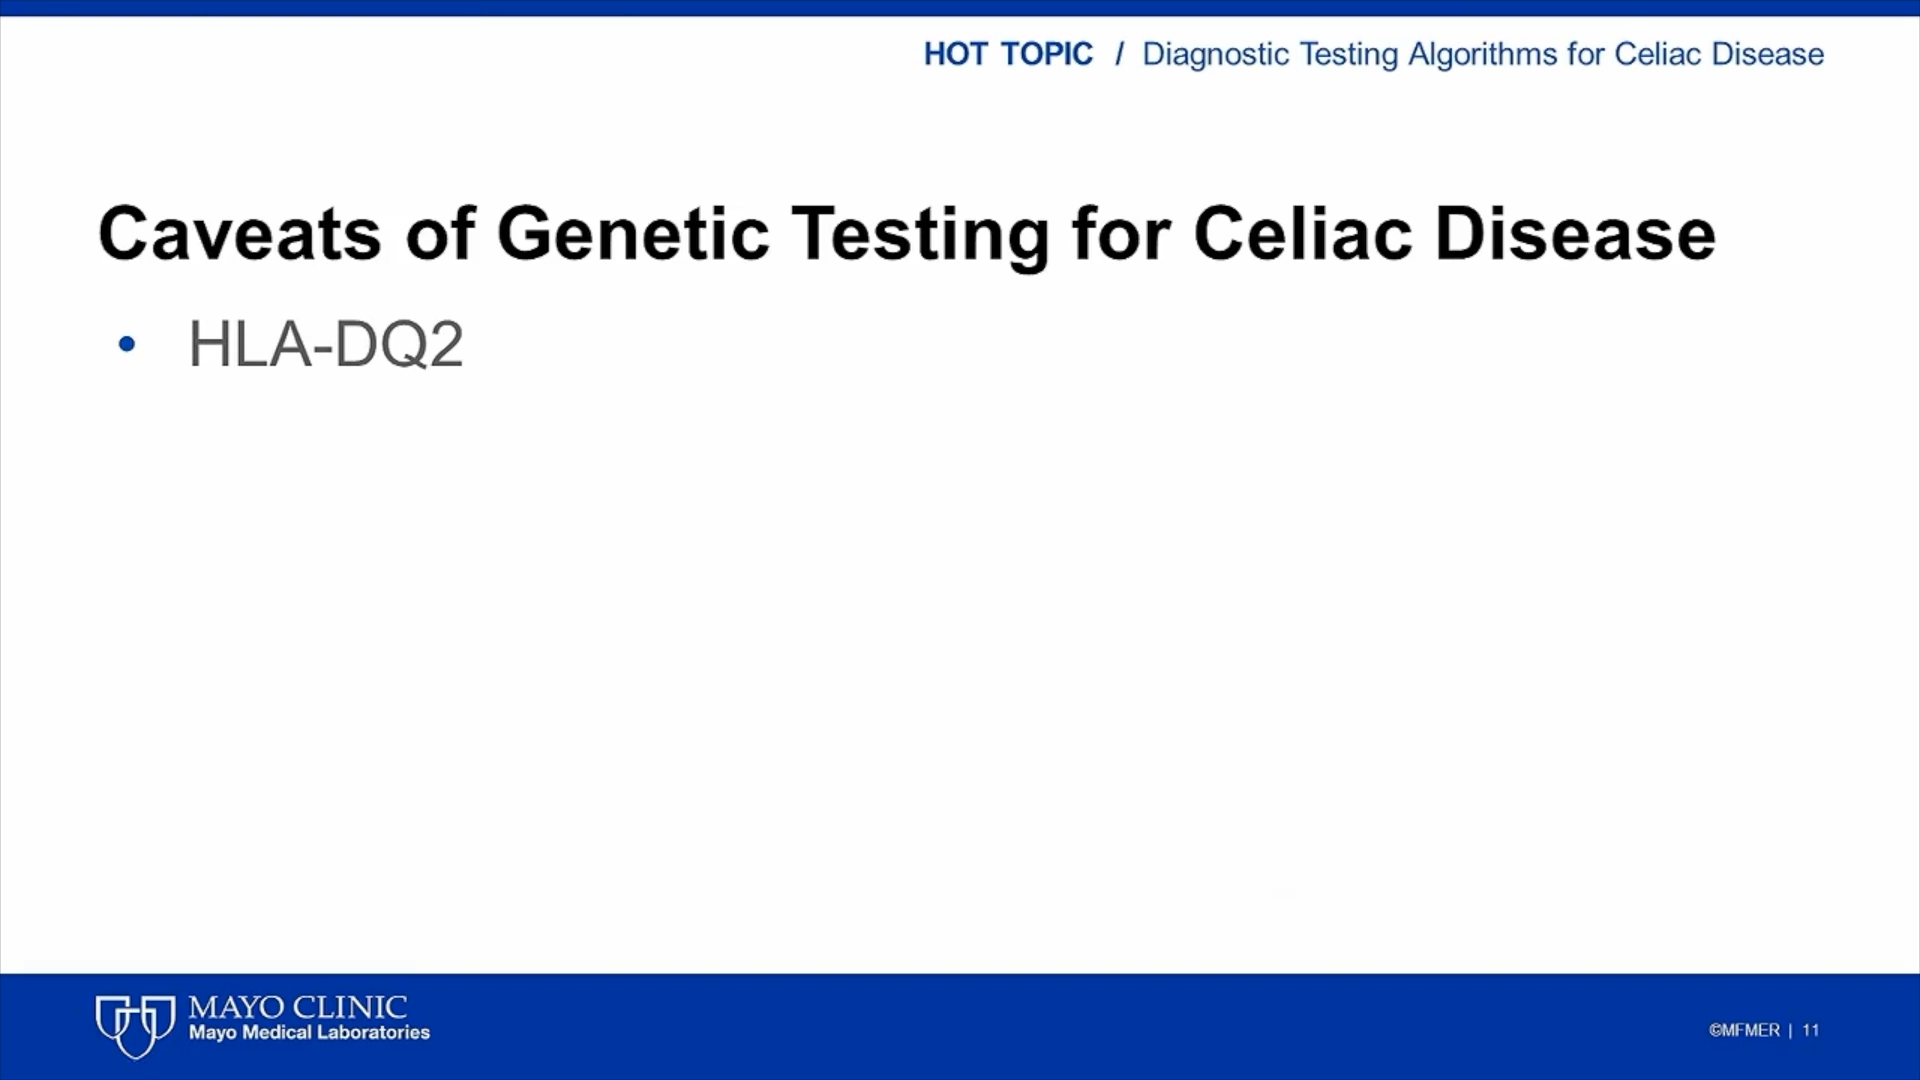 HOT TOPIC / Diagnostic Testing Algorithms for Celiac Disease
Caveats of Genetic Testing for Celiac Disease
• HLA-DQ2
MAYO CLINIC
Mayo Medical Laboratories
©MFMER | 11